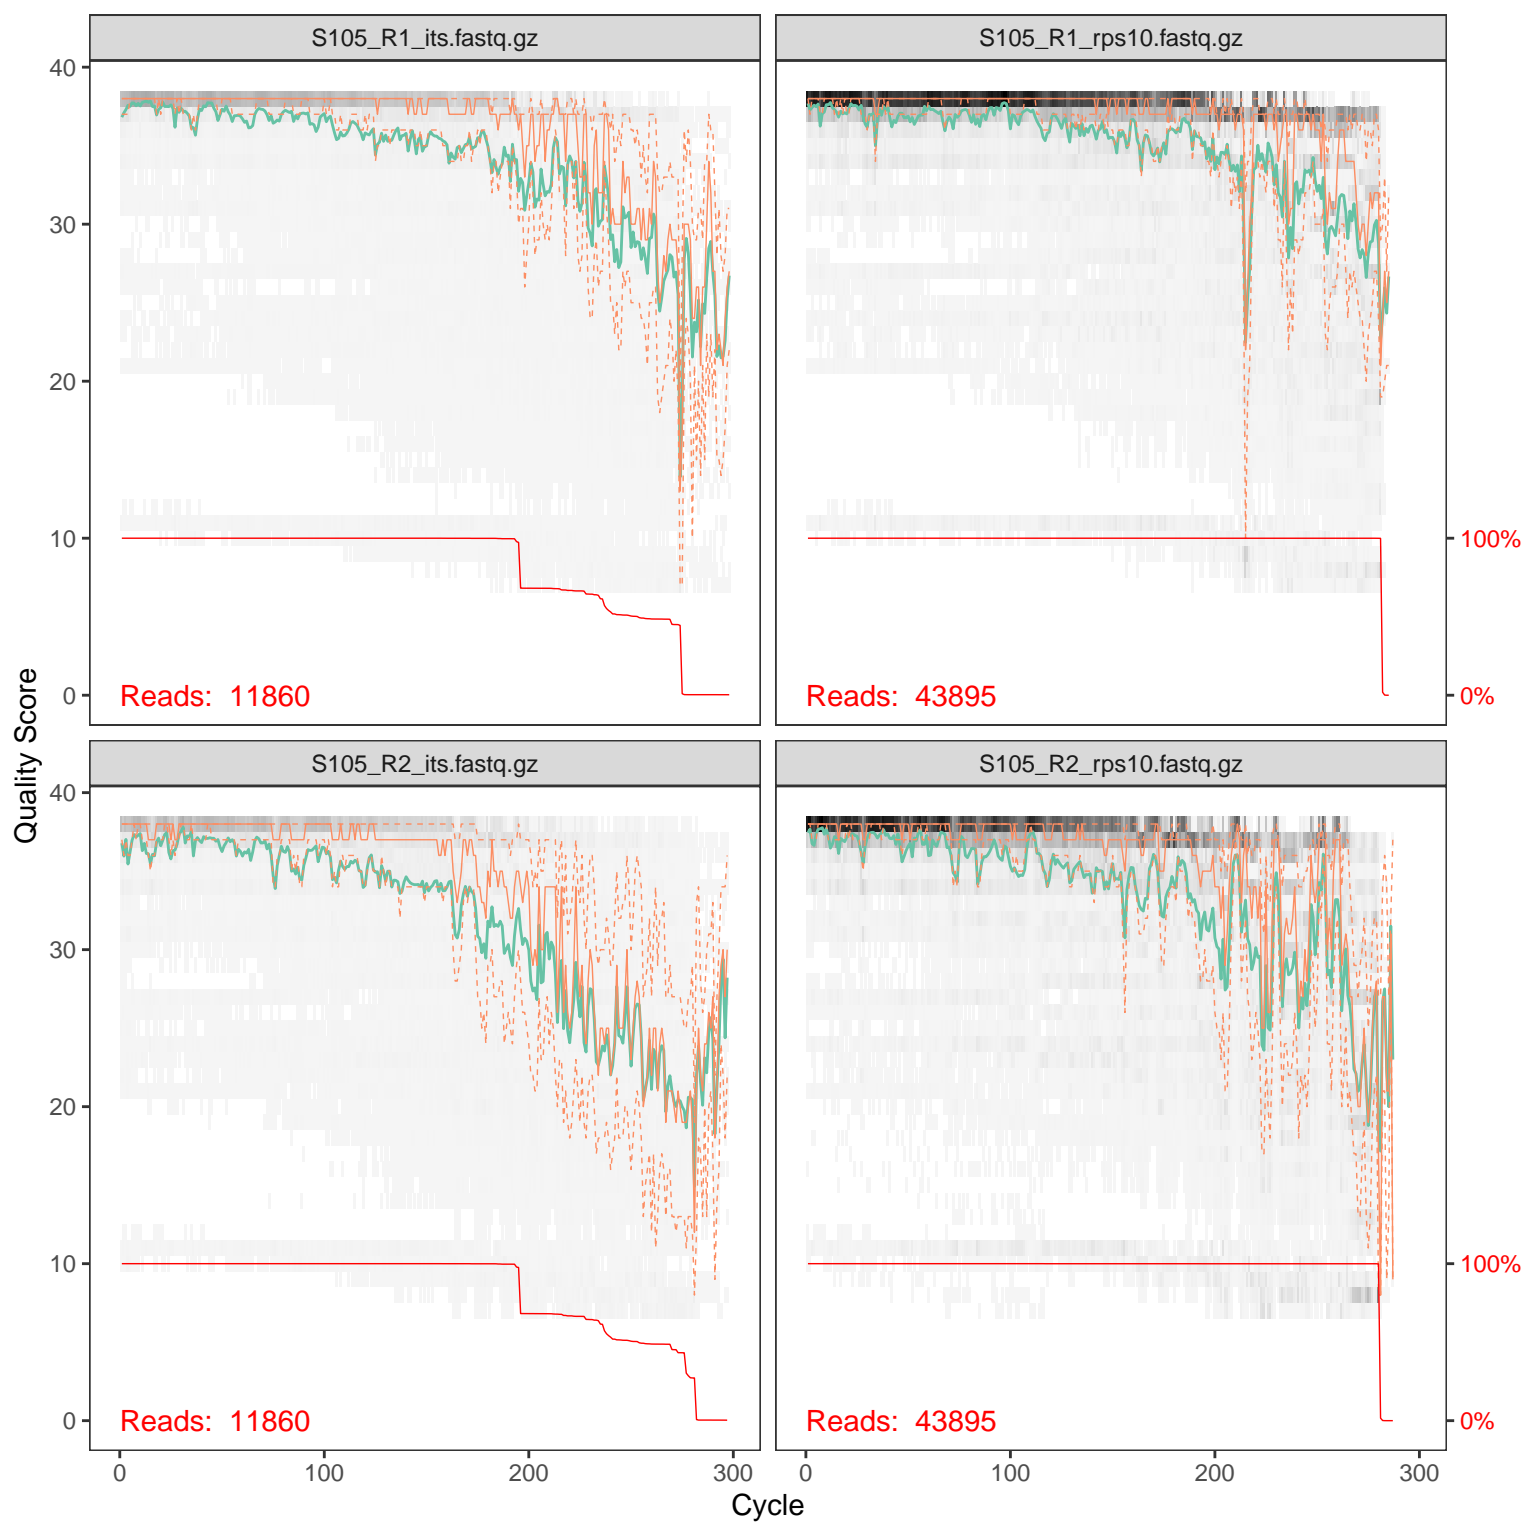 S105_R1_its.fastq.gz
S105_R1_rps10.fastq.gz
40
30
20
10
0
Reads: 11860
Reads: 43895
100%
0%
Quality Score
S105_R2_its.fastq.gz
S105_R2_rps10.fastq.gz
40
30
20
10
0
Reads: 11860
Reads: 43895
100%
0%
0 100 200 300
0 100 200 300
Cycle